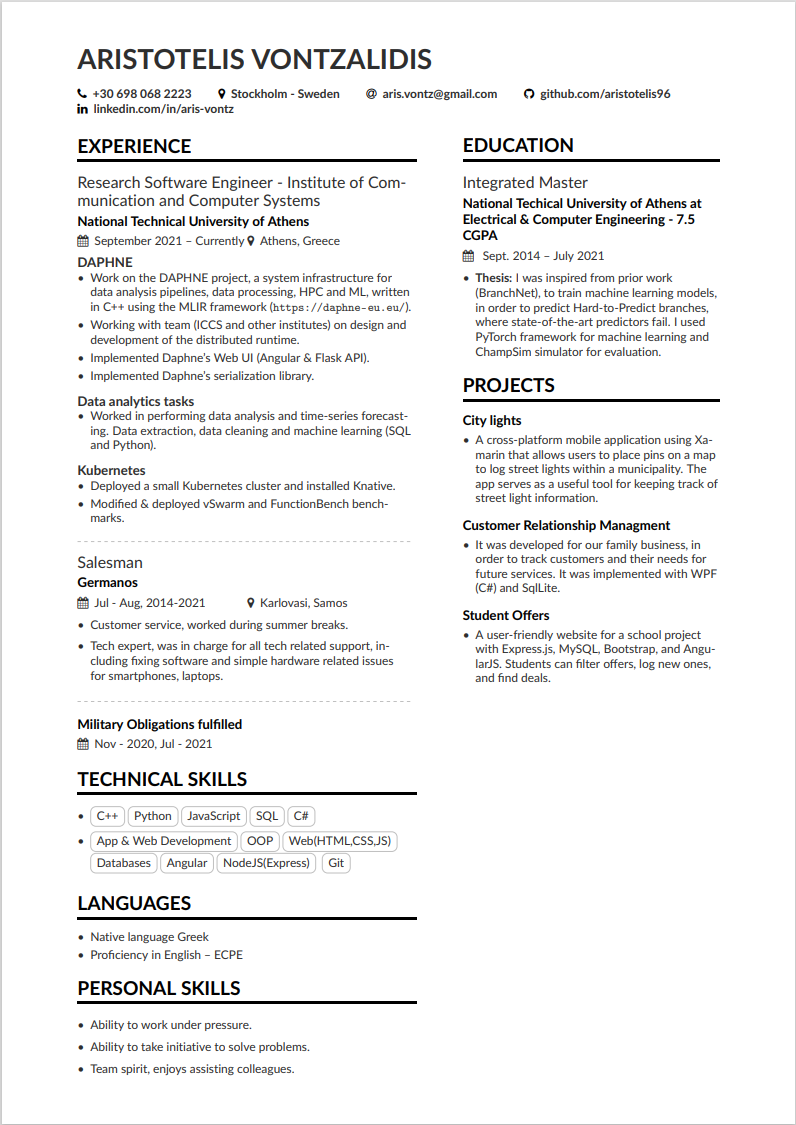 ARISTOTELIS VONTZALIDIS
+30 698 068 2223 Stockholm - Sweden @ aris.vontz@gmail.com github.com/aristotelis96
in linkedin.com/in/aris-vontz
EXPERIENCE
Research Software Engineer - Institute of Com-
munication and Computer Systems
National Technical University of Athens
September 2021 – Currently Athens, Greece
DAPHNE
• Work on the DAPHNE project, a system infrastructure for
data analysis pipelines, data processing, HPC and ML, written
in C++ using the MLIR framework (https://daphne-eu.eu/).
• Working with team (ICCS and other institutes) on design and
development of the distributed runtime.
• Implemented Daphne's Web UI (Angular & Flask API).
• Implemented Daphne's serialization library.
Data analytics tasks
• Worked in performing data analysis and time-series forecast-
ing. Data extraction, data cleaning and machine learning (SQL
and Python).
Kubernetes
• Deployed a small Kubernetes cluster and installed Knative.
• Modified & deployed vSwarm and FunctionBench bench-
marks.
Salesman
Germanos
Jul - Aug, 2014-2021 Karlovasi, Samos
• Customer service, worked during summer breaks.
• Tech expert, was in charge for all tech related support, in-
cluding fixing software and simple hardware related issues
for smartphones, laptops.
Military Obligations fulfilled
Nov - 2020, Jul - 2021
TECHNICAL SKILLS
• C++ Python JavaScript SQL C#
• App & Web Development OOP Web(HTML,CSS,JS)
Databases Angular NodeJS(Express) Git
LANGUAGES
• Native language Greek
• Proficiency in English – ECPE
PERSONAL SKILLS
• Ability to work under pressure.
• Ability to take initiative to solve problems.
• Team spirit, enjoys assisting colleagues.
EDUCATION
Integrated Master
National Techical University of Athens at
Electrical & Computer Engineering - 7.5
CGPA
Sept. 2014 – July 2021
• Thesis: I was inspired from prior work
(BranchNet), to train machine learning models,
in order to predict Hard-to-Predict branches,
where state-of-the-art predictors fail. I used
PyTorch framework for machine learning and
ChampSim simulator for evaluation.
PROJECTS
City lights
• A cross-platform mobile application using Xa-
marin that allows users to place pins on a map
to log street lights within a municipality. The
app serves as a useful tool for keeping track of
street light information.
Customer Relationship Managment
• It was developed for our family business, in
order to track customers and their needs for
future services. It was implemented with WPF
(C#) and SqlLite.
Student Offers
• A user-friendly website for a school project
with Express.js, MySQL, Bootstrap, and Angu-
larJS. Students can filter offers, log new ones,
and find deals.